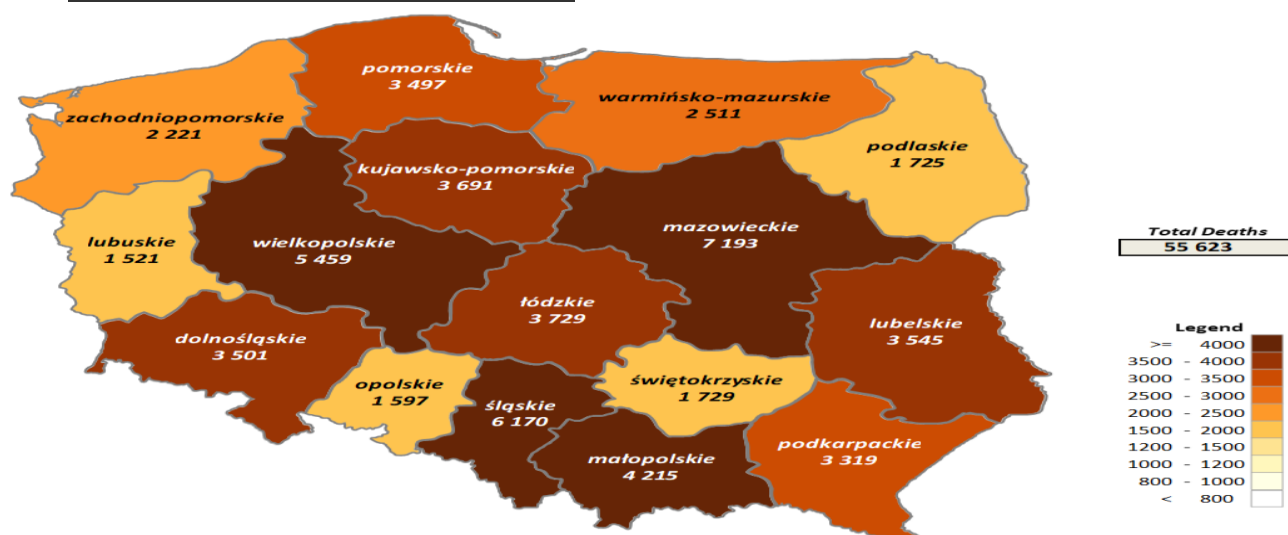 pomorskie
3 497
warmińsko-mazurskie
2 511
zachodniopomorskie
2 221
podlaskie
1 725
kujawsko-pomorskie
3 691
mazowieckie
7 193
lubuskie
1 521
wielkopolskie
5 459
Total Deaths
55 623
łódzkie
3 729
lubelskie
3 545
dolnośląskie
3 501
opolskie
1 597
śląskie
6 170
świętokrzyskie
1 729
małopolskie
4 215
podkarpackie
3 319
Legend
>= 4000
3500 - 4000
3000 - 3500
2500 - 3000
2000 - 2500
1500 - 2000
1200 - 1500
1000 - 1200
800 - 1000
< 800